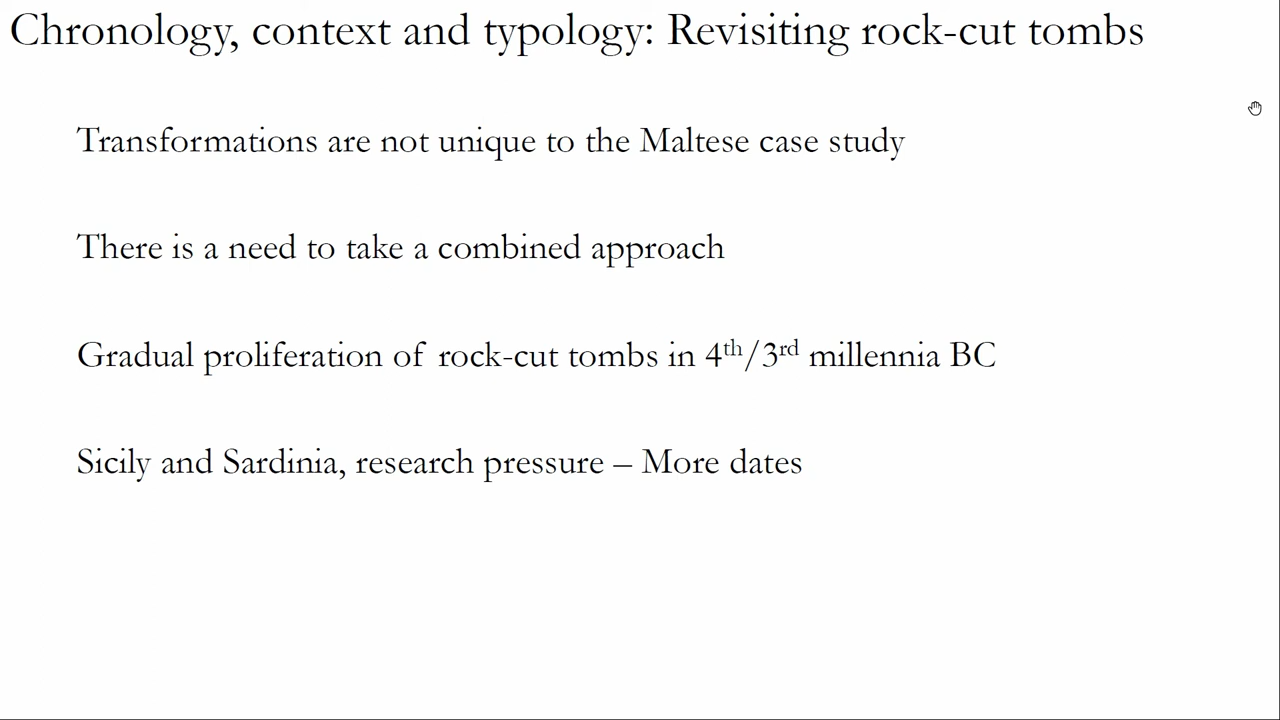 Chronology, context and typology: Revisiting rock-cut tombs
Transformations are not unique to the Maltese case study
There is a need to take a combined approach
Gradual proliferation of rock-cut tombs in 4th/3rd millennia BC
Sicily and Sardinia, research pressure – More dates